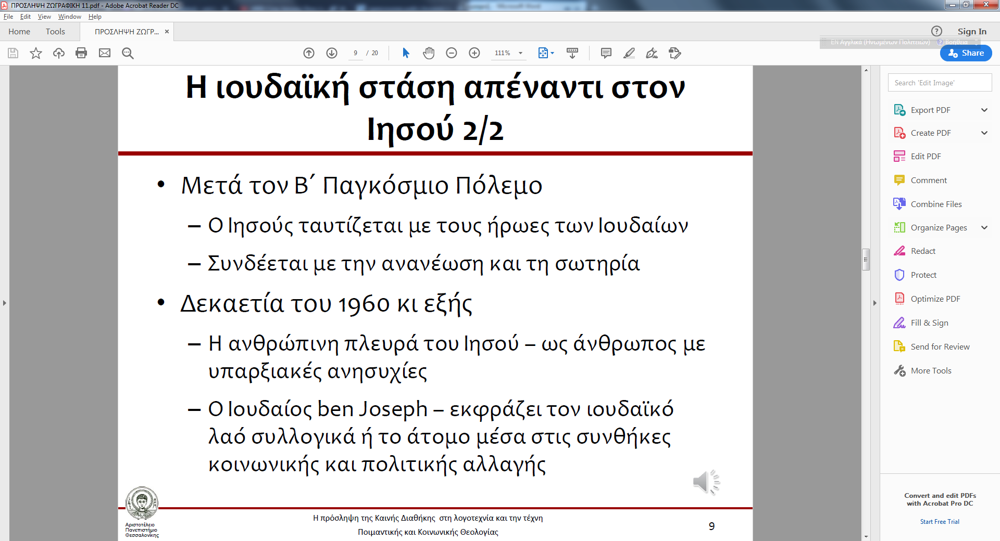 ΠΡΟΣΛΗΨΗ ΖΩΓΡΑΦΙΚΗ 11.pdf - Adobe Acrobat Reader DC
File Edit View Window Help
Home Tools ΠΡΟΣΛΗΨΗ ΖΩΓΡ... × Sign In
EN Αγγλικά (Ηνωμένων Πολιτειών) Βοήθεια
9 / 20 111% Share
Η ιουδαϊκή στάση απέναντι στον
Ιησού 2/2
• Μετά τον Β΄ Παγκόσμιο Πόλεμο
– Ο Ιησούς ταυτίζεται με τους ήρωες των Ιουδαίων
– Συνδέεται με την ανανέωση και τη σωτηρία
• Δεκαετία του 1960 κι εξής
– Η ανθρώπινη πλευρά του Ιησού – ως άνθρωπος με
υπαρξιακές ανησυχίες
– Ο Ιουδαίος ben Joseph – εκφράζει τον ιουδαϊκό
λαό συλλογικά ή το άτομο μέσα στις συνθήκες
κοινωνικής και πολιτικής αλλαγής
Αριστοτέλειο
Πανεπιστήμιο
Θεσσαλονίκης
Η πρόσληψη της Καινής Διαθήκης στη λογοτεχνία και την τέχνη
Ποιμαντικής και Κοινωνικής Θεολογίας
9
Search 'Edit Image'
Export PDF
Create PDF
Edit PDF
Comment
Combine Files
Organize Pages
Redact
Protect
Optimize PDF
Fill & Sign
Send for Review
More Tools
Convert and edit PDFs
with Acrobat Pro DC
Start Free Trial